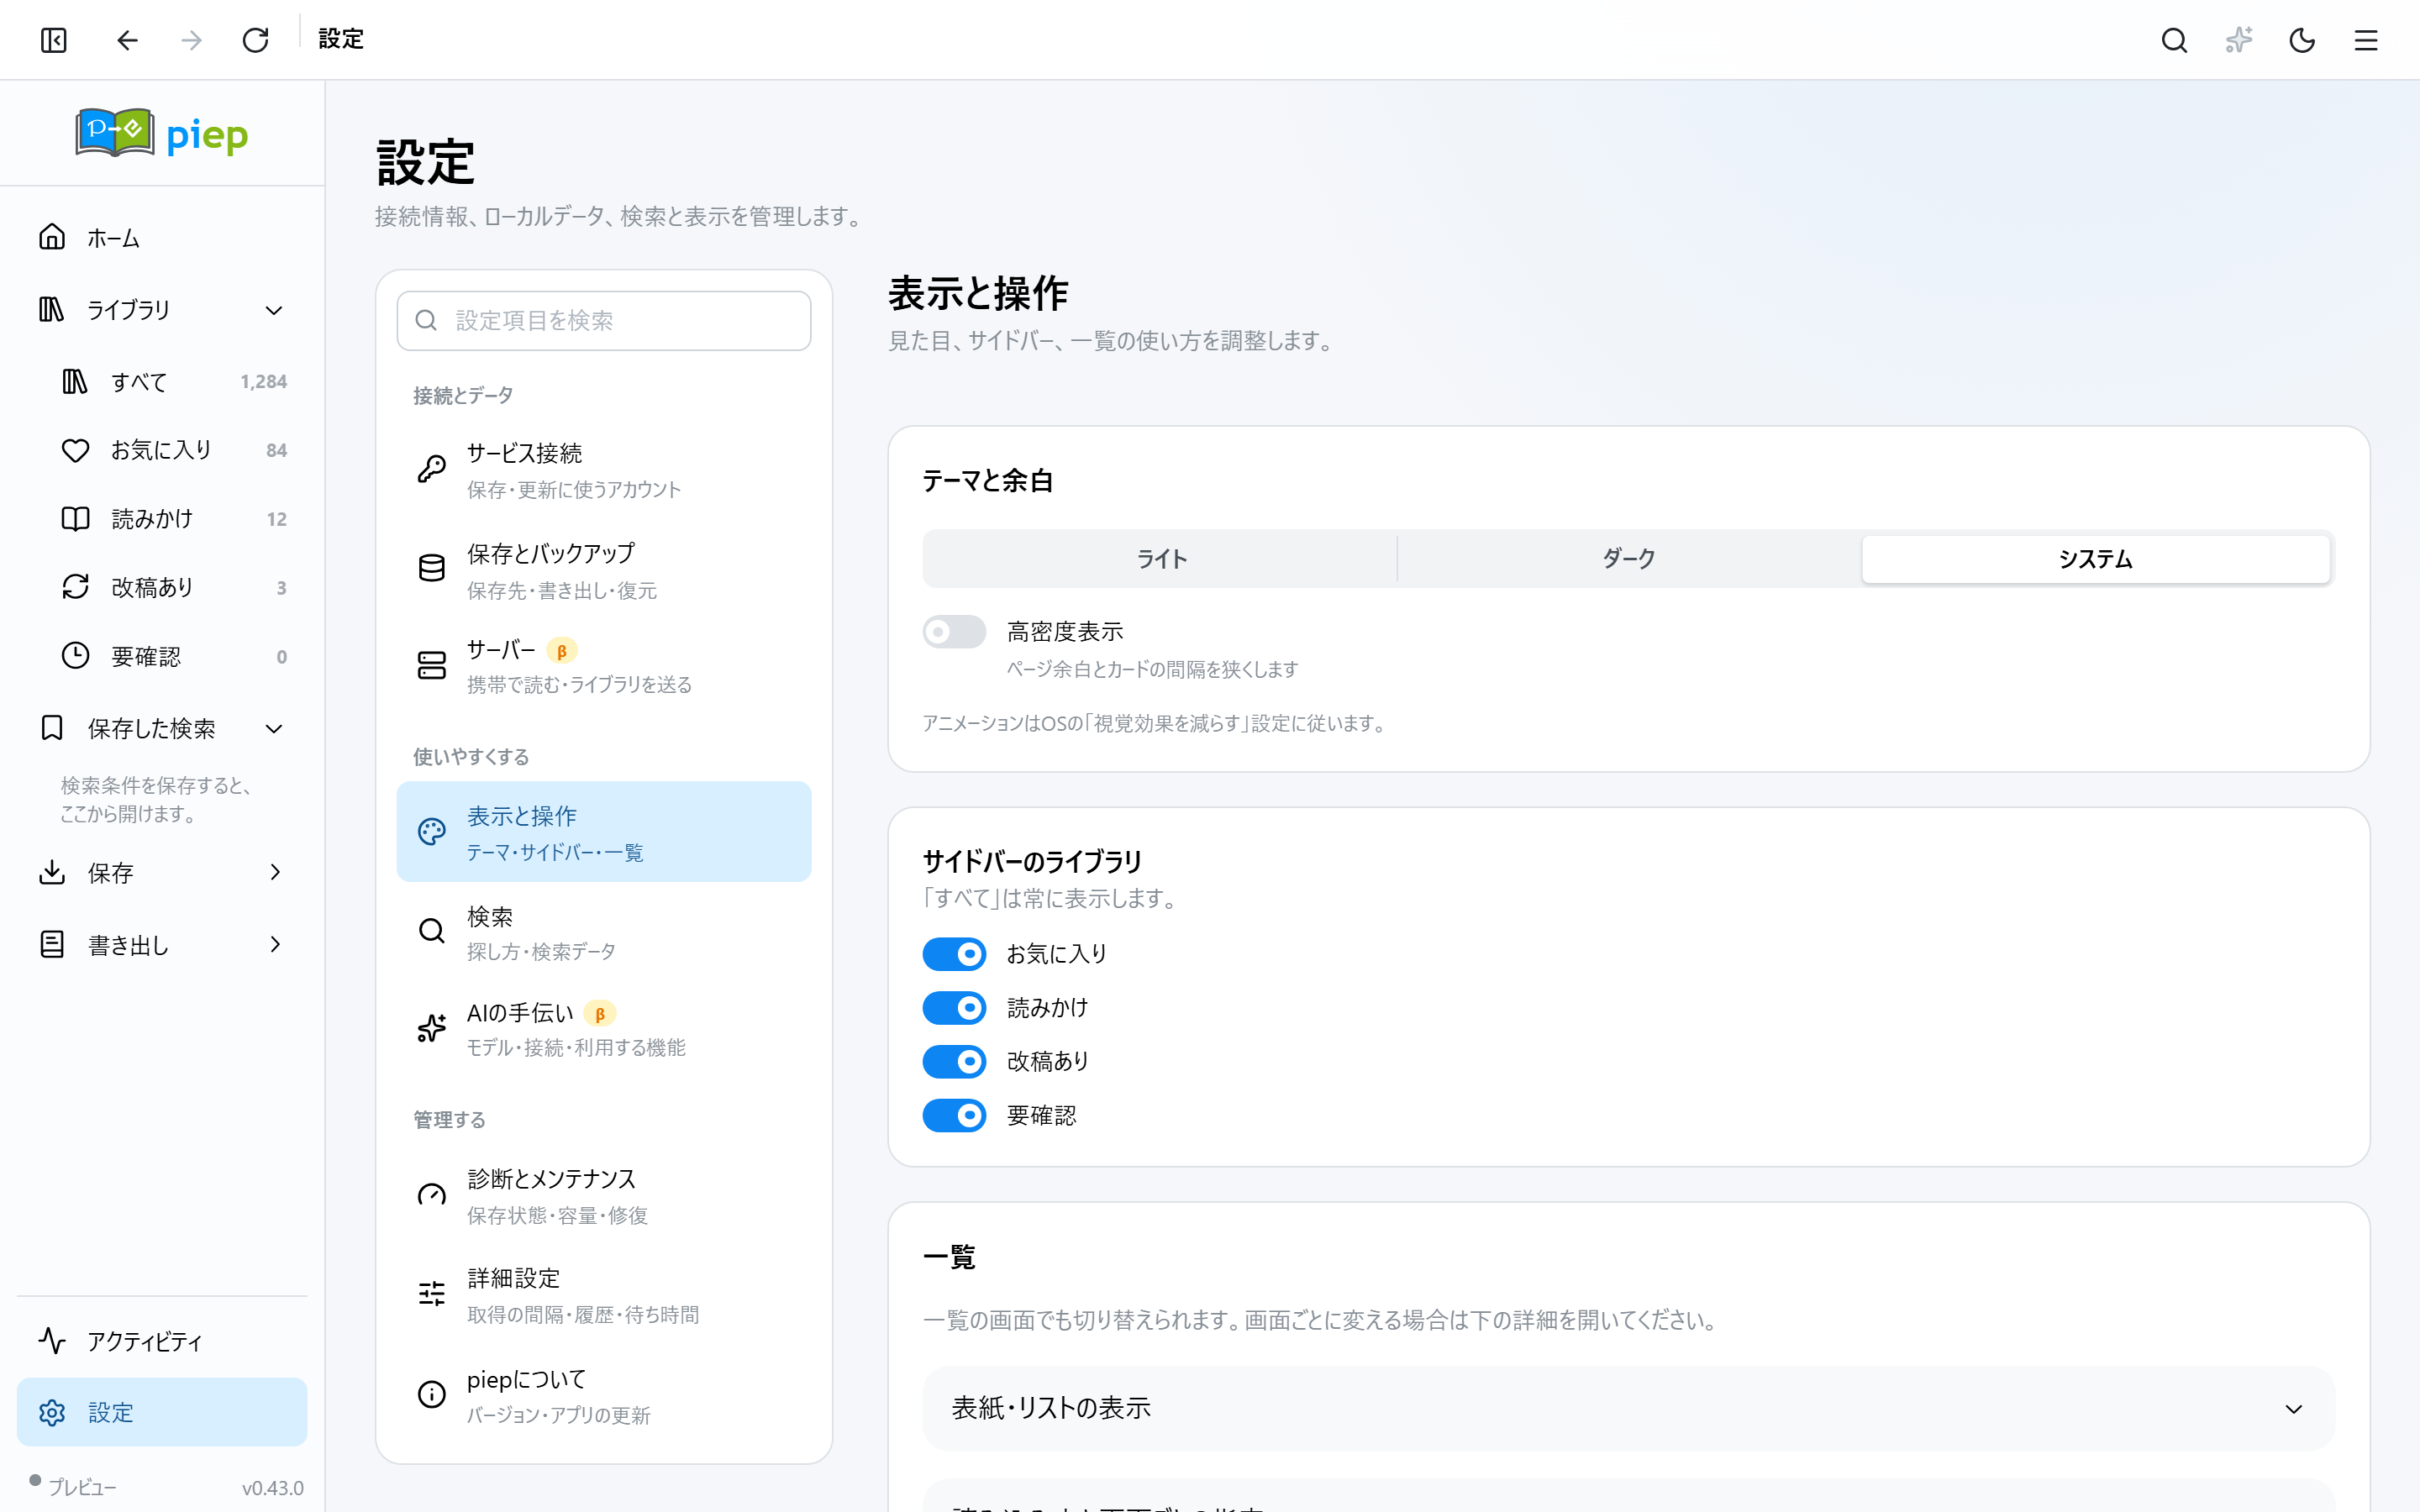 設定
piep
ホーム
ライブラリ
すべて 1,284
お気に入り 84
読みかけ 12
改稿あり 3
要確認 0
保存した検索
検索条件を保存すると、
ここから開けます。
保存
書き出し
アクティビティ
設定
プレビュー v0.43.0
設定
接続情報、ローカルデータ、検索と表示を管理します。
設定項目を検索
接続とデータ
サービス接続
保存・更新に使うアカウント
保存とバックアップ
保存先・書き出し・復元
サーバー β
携帯で読む・ライブラリを送る
使いやすくする
表示と操作
テーマ・サイドバー・一覧
検索
探し方・検索データ
AIの手伝い β
モデル・接続・利用する機能
管理する
診断とメンテナンス
保存状態・容量・修復
詳細設定
取得の間隔・履歴・待ち時間
piepについて
バージョン・アプリの更新
表示と操作
見た目、サイドバー、一覧の使い方を調整します。
テーマと余白
ライト ダーク システム
高密度表示
ページ余白とカードの間隔を狭くします
アニメーションはOSの「視覚効果を減らす」設定に従います。
サイドバーのライブラリ
「すべて」は常に表示します。
お気に入り
読みかけ
改稿あり
要確認
一覧
一覧の画面でも切り替えられます。画面ごとに変える場合は下の詳細を開いてください。
表紙・リストの表示